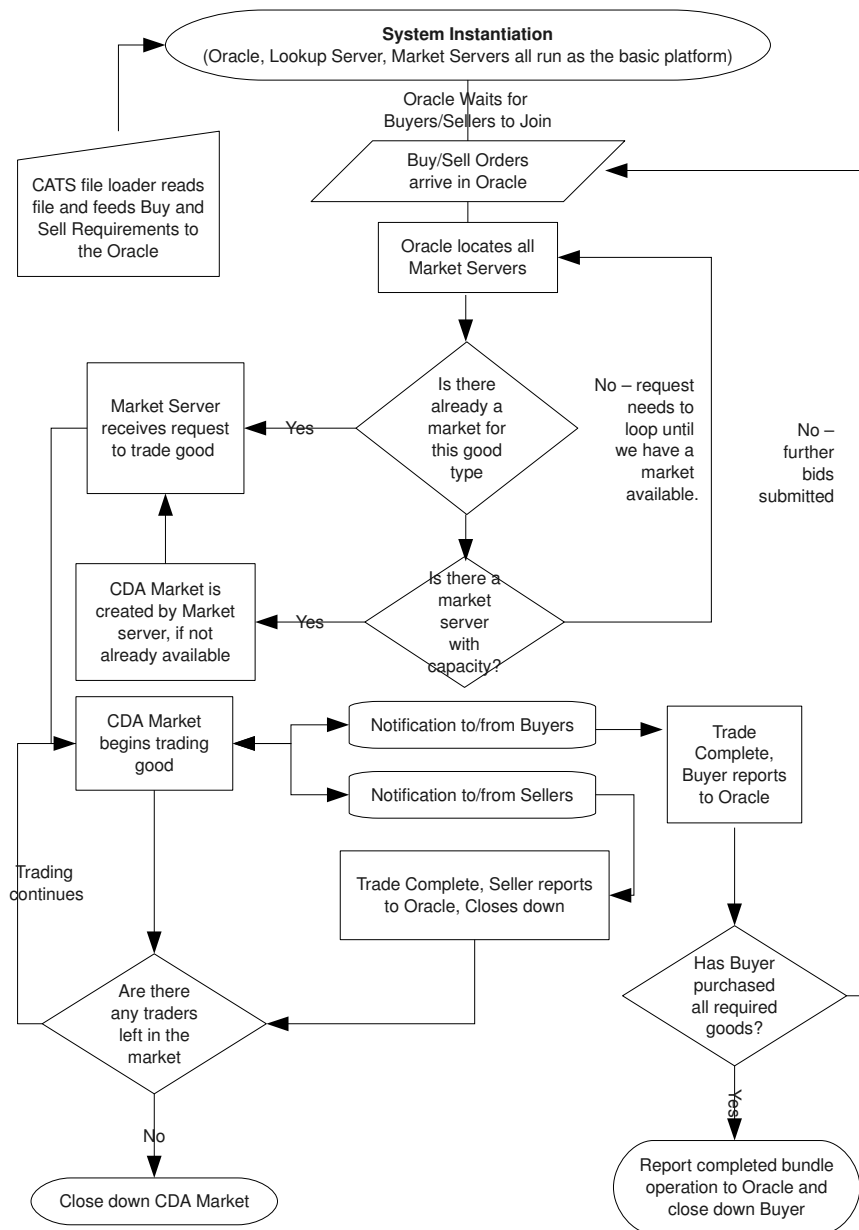 System Instantiation
(Oracle, Lookup Server, Market Servers all run as the basic platform)
Oracle Waits for
Buyers/Sellers to Join
Buy/Sell Orders
arrive in Oracle
CATS file loader reads
file and feeds Buy and
Sell Requirements to
the Oracle
Oracle locates all
Market Servers
Is there
already a
market for
this good
type
Yes
Market Server
receives request
to trade good
No – request
needs to
loop until
we have a
market
available.
No –
further
bids
submitted
Is there a
market
server
with
capacity?
Yes
CDA Market is
created by Market
server, if not
already available
CDA Market
begins trading
good
Notification to/from Buyers
Notification to/from Sellers
Trade
Complete,
Buyer reports
to Oracle
Trade Complete, Seller reports
to Oracle, Closes down
Trading
continues
Are there
any traders
left in the
market
Has Buyer
purchased
all required
goods?
No
Yes
Close down CDA Market
Report completed bundle
operation to Oracle and
close down Buyer